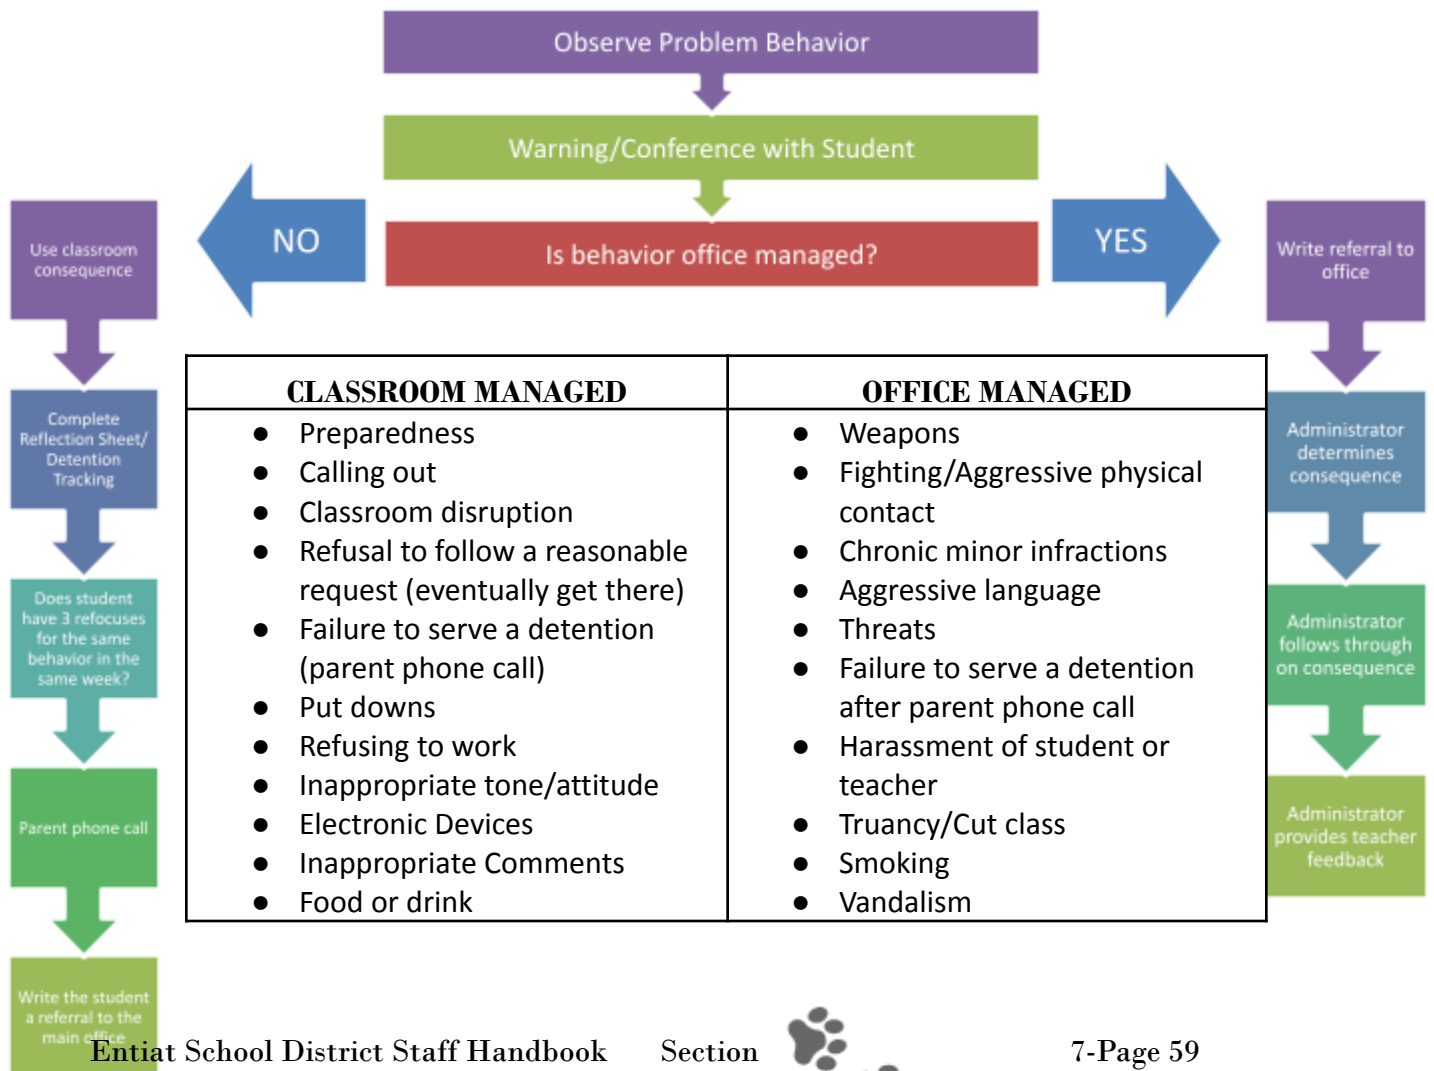 Observe Problem Behavior
Warning/Conference with Student
Is behavior office managed?
NO
YES
Use classroom
consequence
Complete
Reflection Sheet/
Detention
Tracking
Does student
have 3 refocuses
for the same
behavior in the
same week?
Parent phone call
Write the student
a referral to the
main office
CLASSROOM MANAGED
● Preparedness
● Calling out
● Classroom disruption
● Refusal to follow a reasonable
request (eventually get there)
● Failure to serve a detention
(parent phone call)
● Put downs
● Refusing to work
● Inappropriate tone/attitude
● Electronic Devices
● Inappropriate Comments
● Food or drink
OFFICE MANAGED
● Weapons
● Fighting/Aggressive physical
contact
● Chronic minor infractions
● Aggressive language
● Threats
● Failure to serve a detention
after parent phone call
● Harassment of student or
teacher
● Truancy/Cut class
● Smoking
● Vandalism
Write referral to
office
Administrator
determines
consequence
Administrator
follows through
on consequence
Administrator
provides teacher
feedback
Entiat School District Staff Handbook Section 7-Page 59